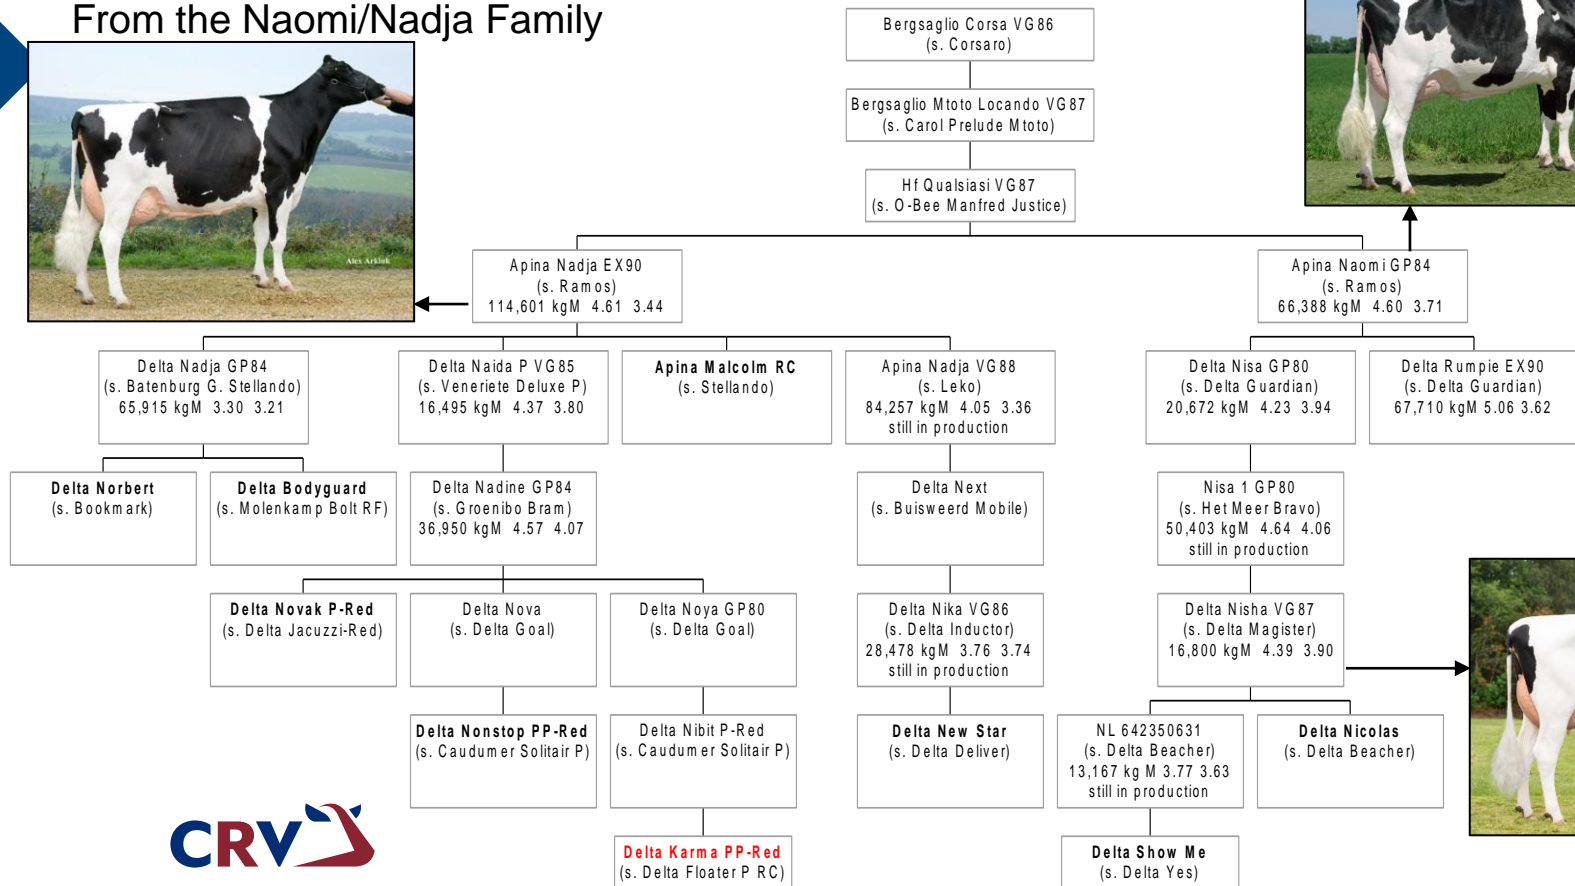 From the Naomi/Nadja Family
Bergsaglio Corsa VG86
(s. Corsaro)
Bergsaglio Mtoto Locando VG87
(s. Carol Prelude Mtoto)
Hf Qualsiasi VG87
(s. O-Bee Manfred Justice)
Alex Arkink
Apina Nadja EX90
(s. Ramos)
114,601 kgM 4.61 3.44
Apina Naomi GP84
(s. Ramos)
66,388 kgM 4.60 3.71
Delta Nadja GP84
(s. Batenburg G. Stellando)
65,915 kgM 3.30 3.21
Delta Naida P VG85
(s. Veneriete Deluxe P)
16,495 kgM 4.37 3.80
Apina Malcolm RC
(s. Stellando)
Apina Nadja VG88
(s. Leko)
84,257 kgM 4.05 3.36
still in production
Delta Nisa GP80
(s. Delta Guardian)
20,672 kgM 4.23 3.94
Delta Rumpie EX90
(s. Delta Guardian)
67,710 kgM 5.06 3.62
Delta Norbert
(s. Bookmark)
Delta Bodyguard
(s. Molenkamp Bolt RF)
Delta Nadine GP84
(s. Groenibo Bram)
36,950 kgM 4.57 4.07
Delta Next
(s. Buisweerd Mobile)
Nisa 1 GP80
(s. Het Meer Bravo)
50,403 kgM 4.64 4.06
still in production
Delta Novak P-Red
(s. Delta Jacuzzi-Red)
Delta Nova
(s. Delta Goal)
Delta Noya GP80
(s. Delta Goal)
Delta Nika VG86
(s. Delta Inductor)
28,478 kgM 3.76 3.74
still in production
Delta Nisha VG87
(s. Delta Magister)
16,800 kgM 4.39 3.90
Delta Nonstop PP-Red
(s. Caudumer Solitair P)
Delta Nibit P-Red
(s. Caudumer Solitair P)
Delta New Star
(s. Delta Deliver)
NL 642350631
(s. Delta Beacher)
13,167 kg M 3.77 3.63
still in production
Delta Nicolas
(s. Delta Beacher)
CRV
Delta Karma PP-Red
(s. Delta Floater P RC)
Delta Show Me
(s. Delta Yes)